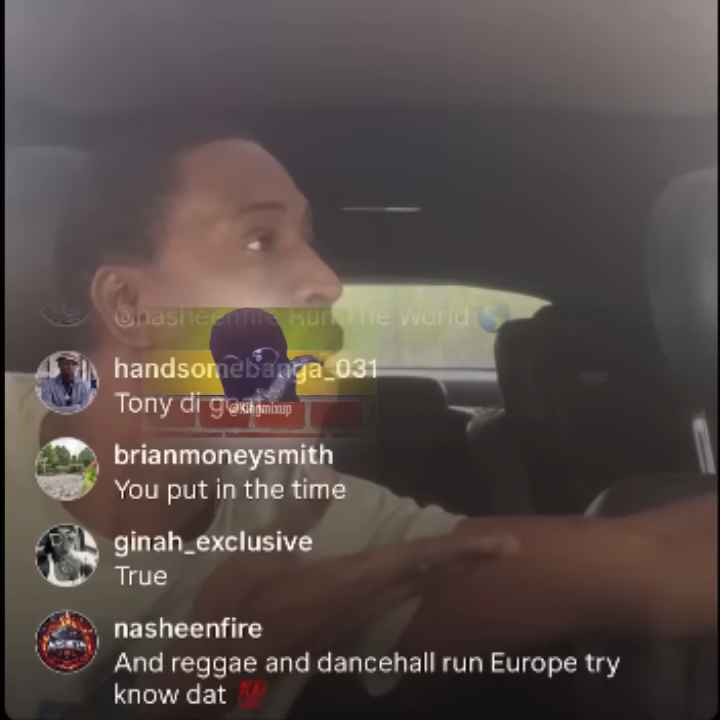 @nasheenfire Run The World 🌎
handsomebanga_031
Tony di
@Kingmixup
brianmoneysmith
You put in the time
ginah_exclusive
True
nasheenfire
And reggae and dancehall run Europe try
know dat 💯